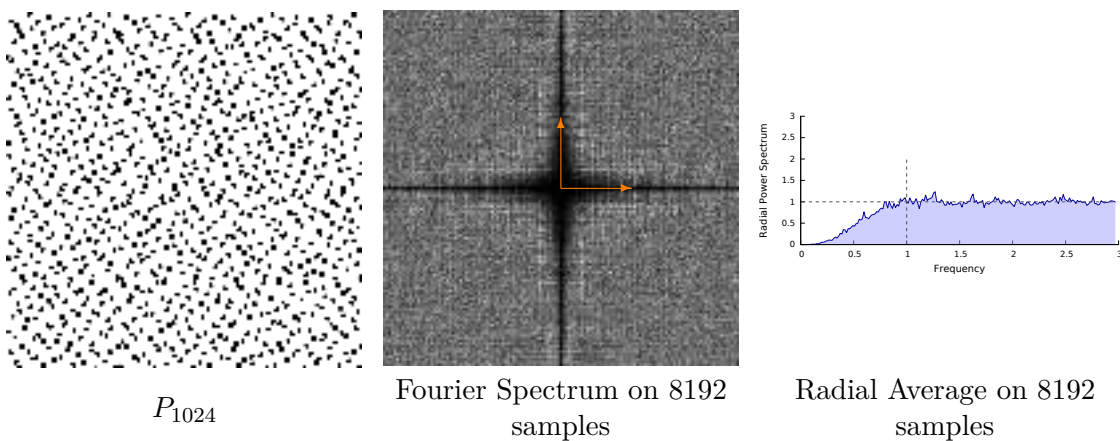 Radial Power Spectrum
3
2.5
2
1.5
1
0.5
0
0 0.5 1 1.5 2 2.5 3
Frequency
P1024
Fourier Spectrum on 8192
samples
Radial Average on 8192
samples